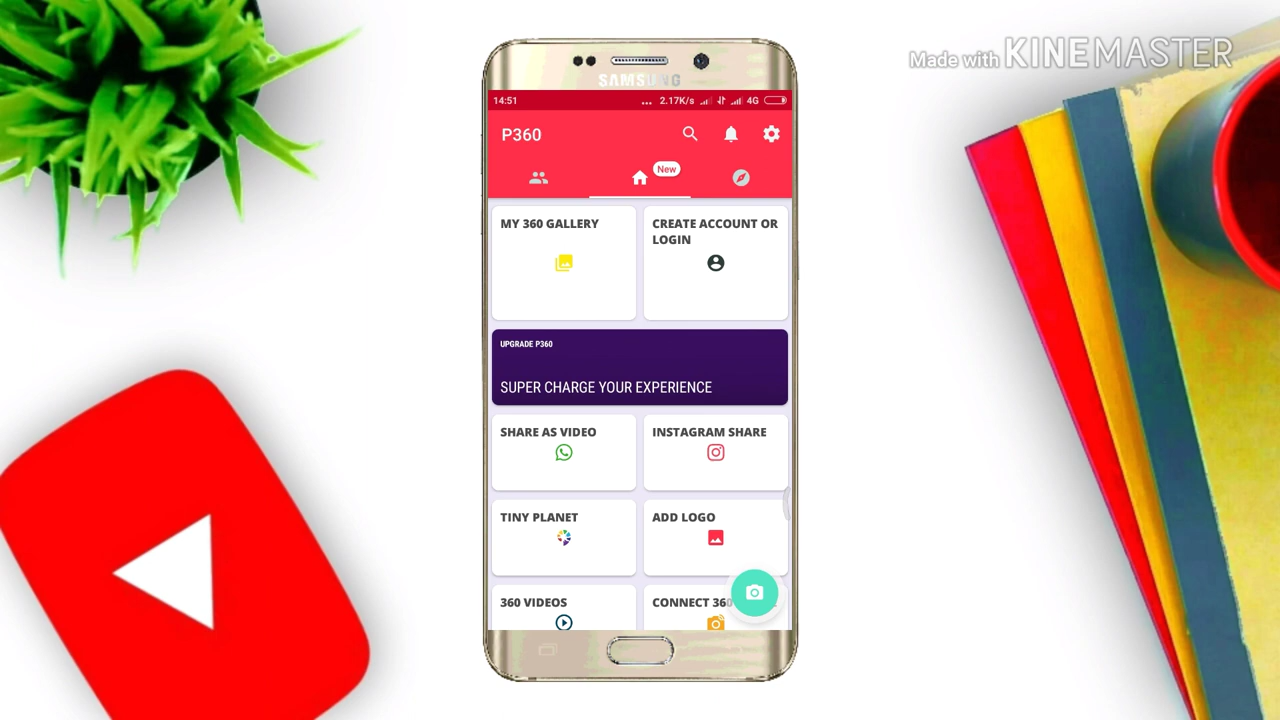 Made with KINEMASTER
SAMSUNG
14:51 ... 2.17K/s 4G
P360
New
MY 360 GALLERY
CREATE ACCOUNT OR
LOGIN
UPGRADE P360
SUPER CHARGE YOUR EXPERIENCE
SHARE AS VIDEO
INSTAGRAM SHARE
TINY PLANET
ADD LOGO
360 VIDEOS
CONNECT 360